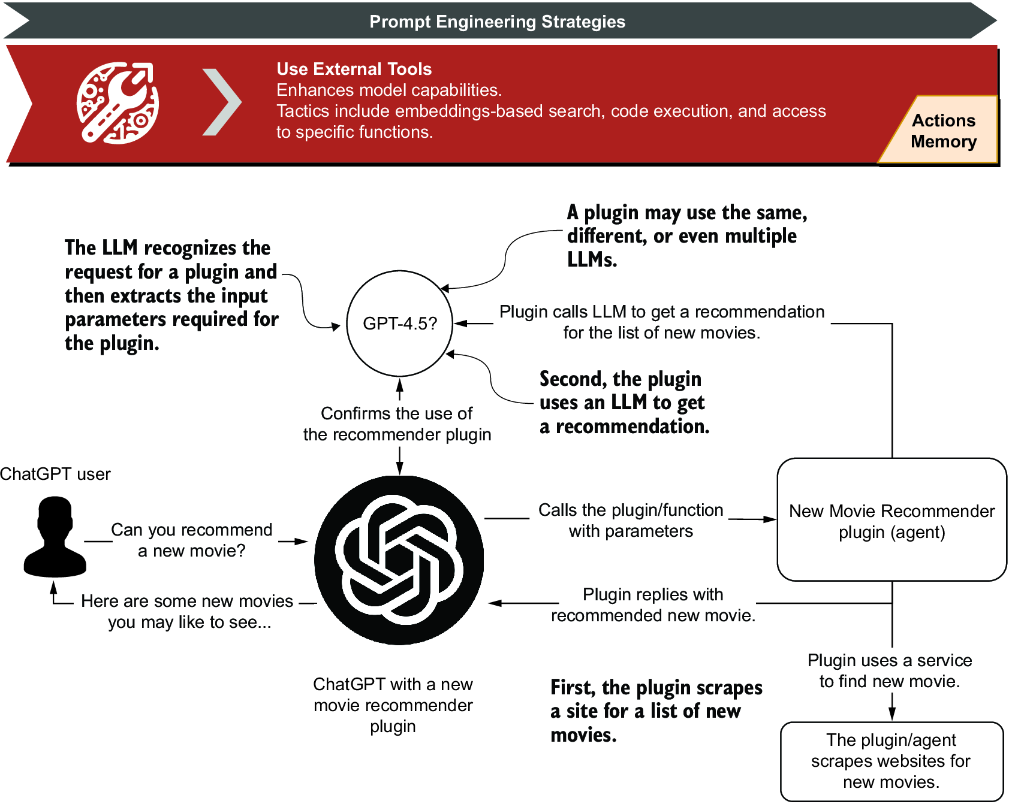 Prompt Engineering Strategies
Use External Tools
Enhances model capabilities.
Tactics include embeddings-based search, code execution, and access
to specific functions.
Actions
Memory
A plugin may use the same,
different, or even multiple
LLMs.
The LLM recognizes the
request for a plugin and
then extracts the input
parameters required for
the plugin.
GPT-4.5?
Plugin calls LLM to get a recommendation
for the list of new movies.
Second, the plugin
uses an LLM to get
a recommendation.
Confirms the use of
the recommender plugin
ChatGPT user
Can you recommend
a new movie?
Calls the plugin/function
with parameters
New Movie Recommender
plugin (agent)
Here are some new movies
you may like to see...
Plugin replies with
recommended new movie.
ChatGPT with a new
movie recommender
plugin
First, the plugin scrapes
a site for a list of new
movies.
Plugin uses a service
to find new movie.
The plugin/agent
scrapes websites for
new movies.